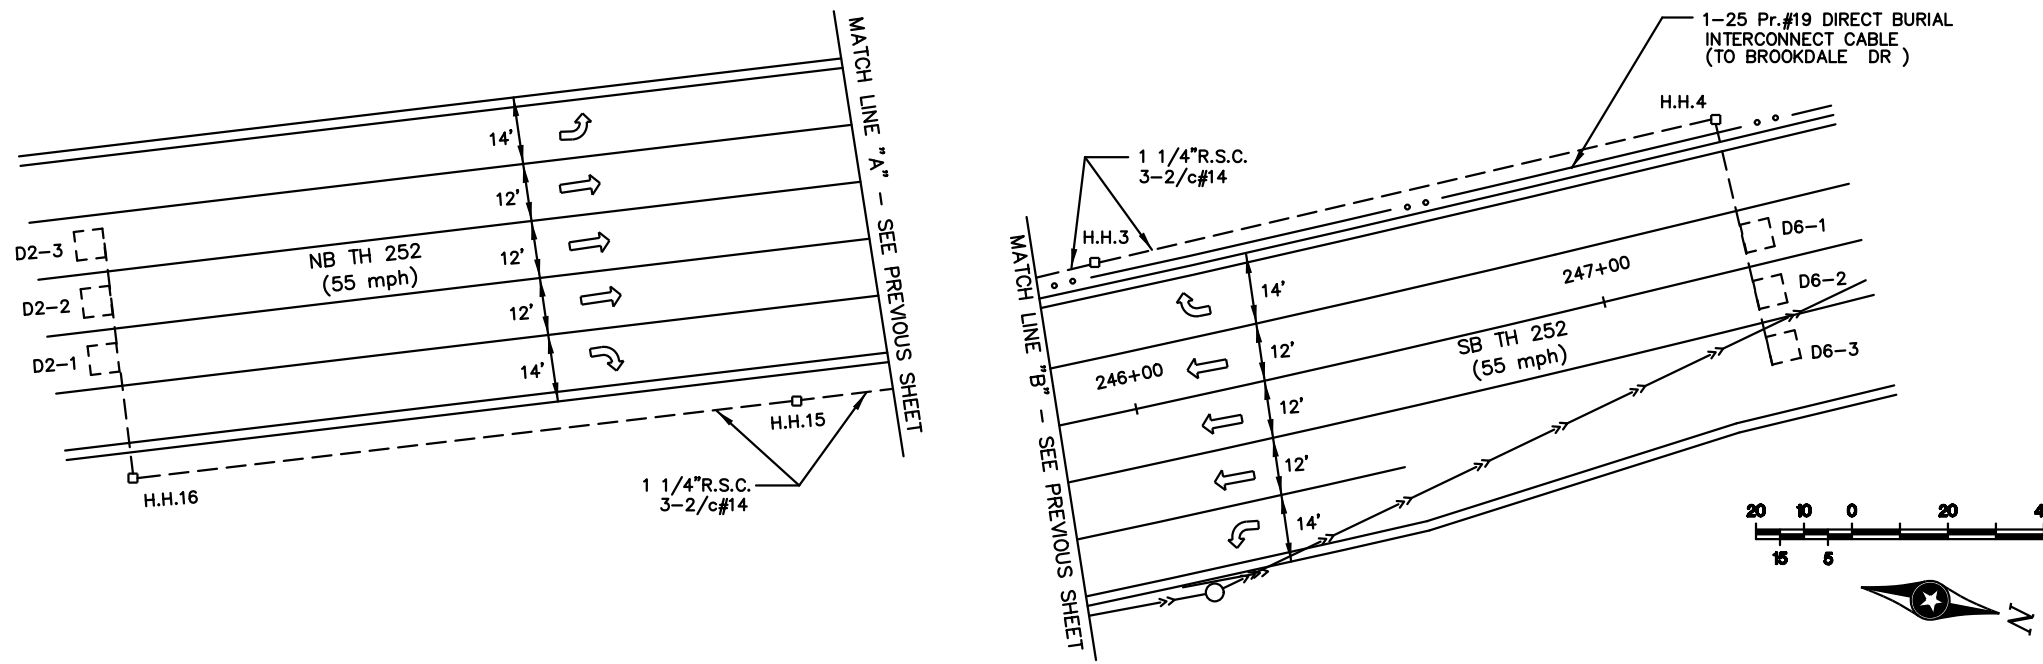 MATCH LINE "A" - SEE PREVIOUS SHEET
14'
12'
12'
12'
14'
D2-3
D2-2
D2-1
NB TH 252
(55 mph)
H.H.16
H.H.15
1 1/4"R.S.C.
3-2/c#14
MATCH LINE "B" - SEE PREVIOUS SHEET
1-25 Pr.#19 DIRECT BURIAL
INTERCONNECT CABLE
(TO BROOKDALE DR )
H.H.4
1 1/4"R.S.C.
3-2/c#14
H.H.3
14'
12'
12'
12'
14'
246+00
247+00
SB TH 252
(55 mph)
D6-1
D6-2
D6-3
20 10 0 20
15 5
N